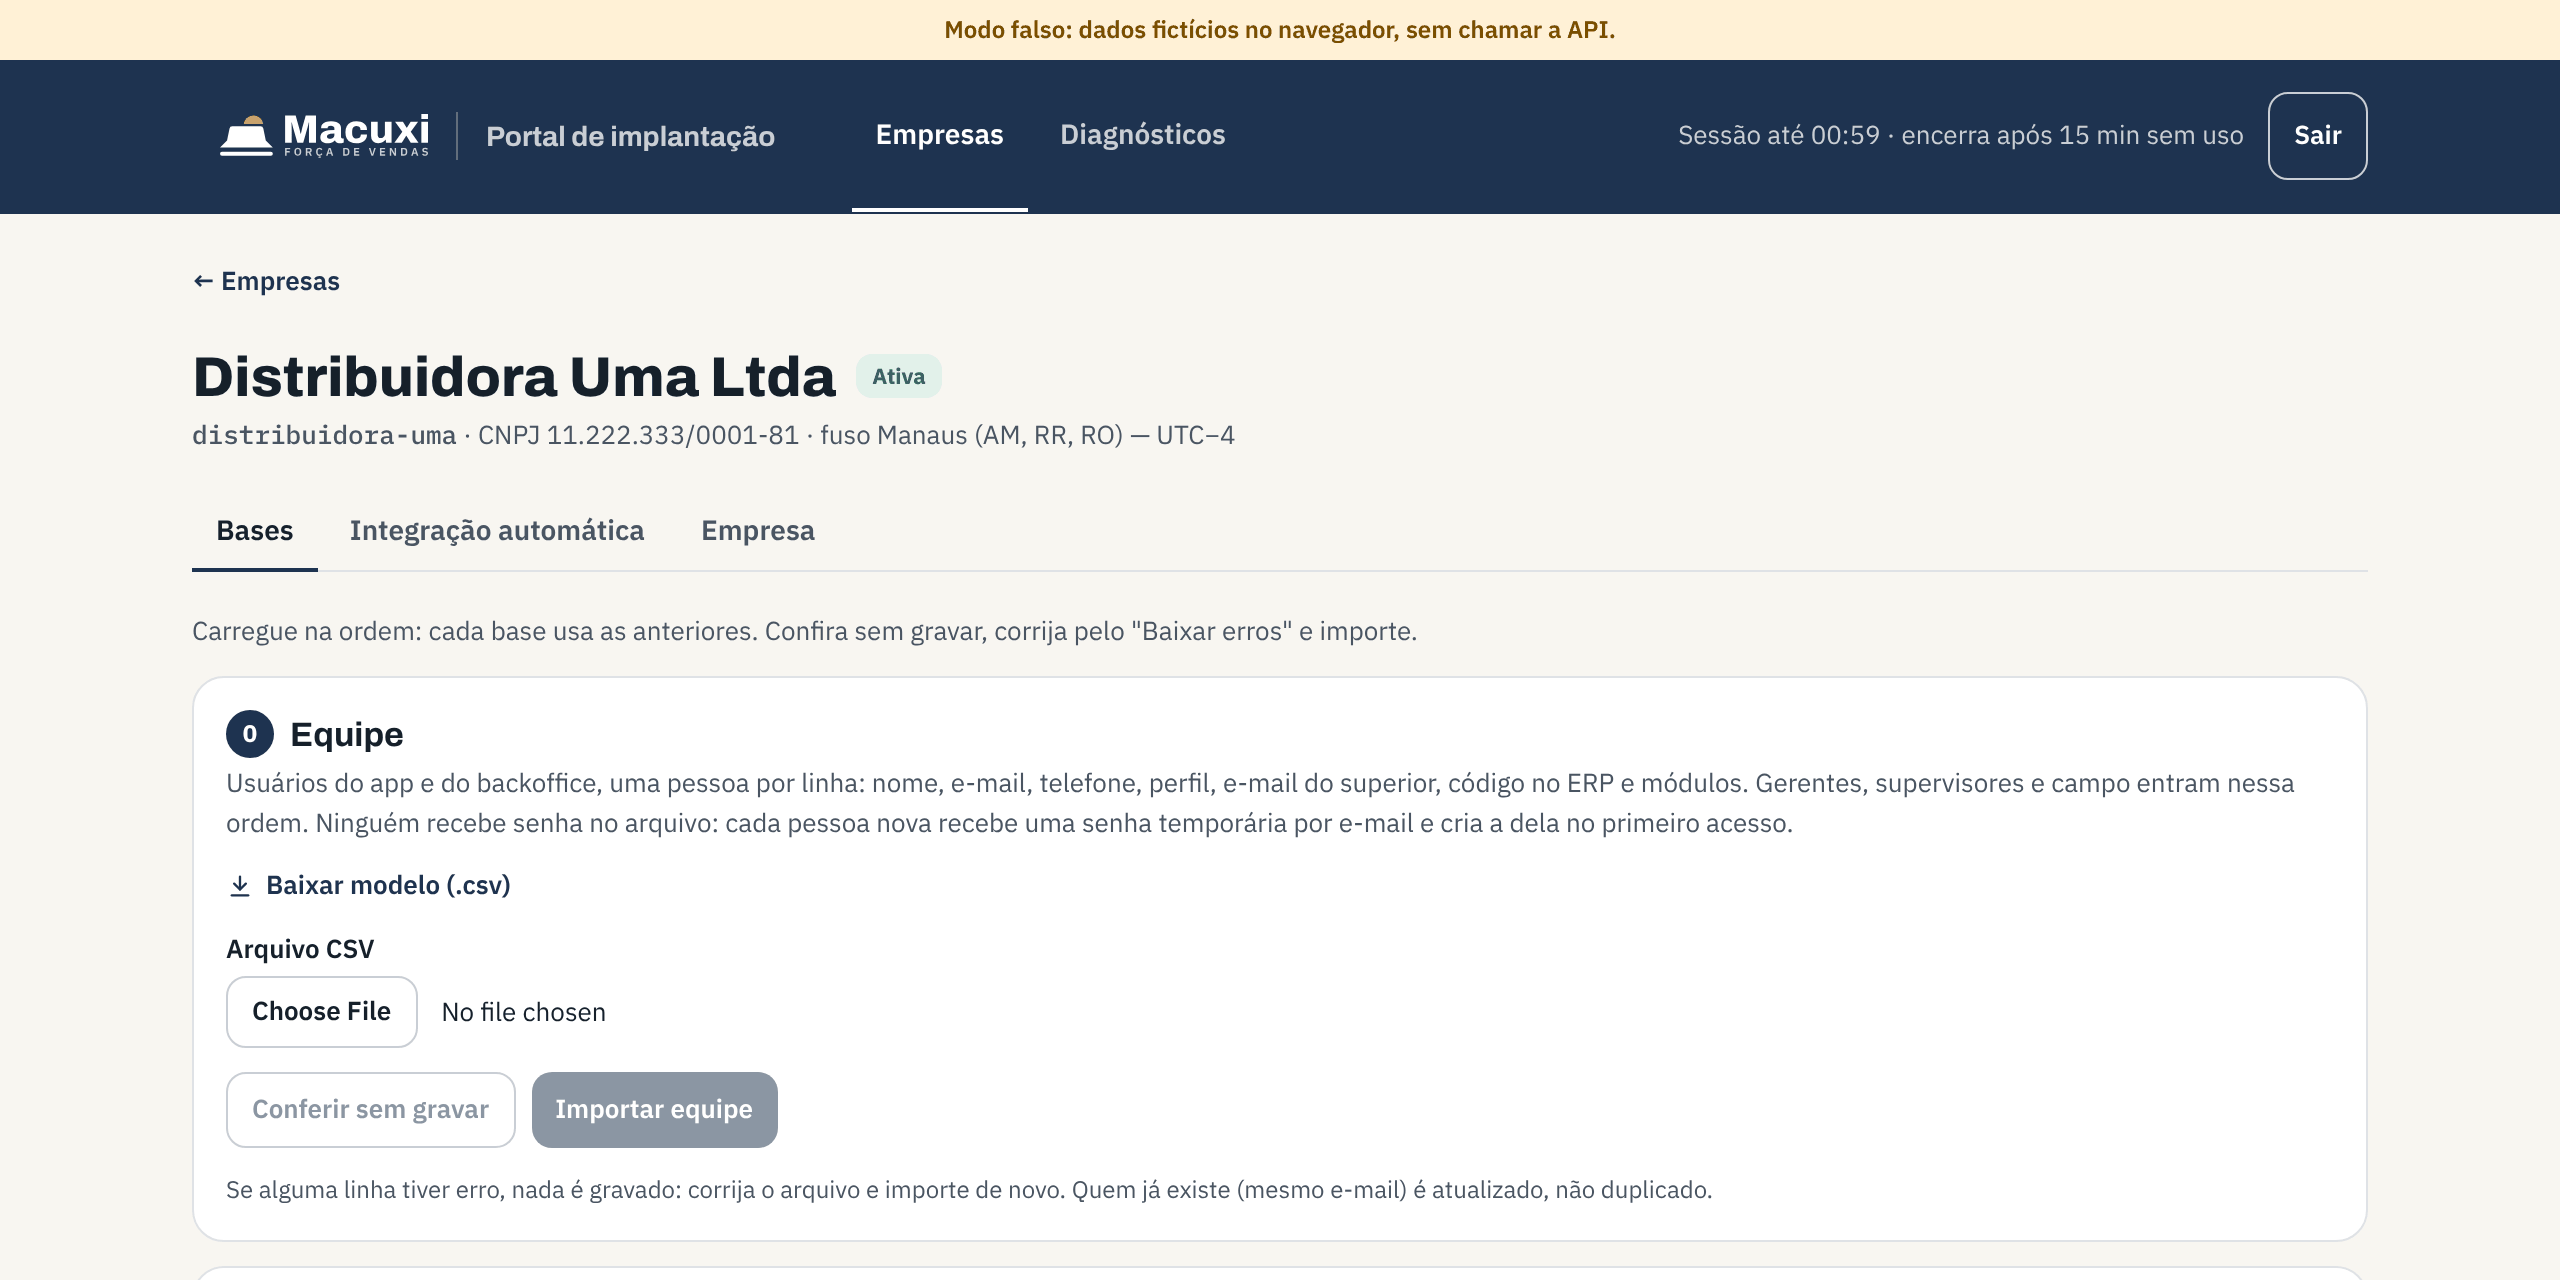 Modo falso: dados fictícios no navegador, sem chamar a API.
Macuxi
FORÇA DE VENDAS
Portal de implantação
Empresas
Diagnósticos
Sessão até 00:59 · encerra após 15 min sem uso
Sair
← Empresas
Distribuidora Uma Ltda
Ativa
distribuidora-uma · CNPJ 11.222.333/0001-81 · fuso Manaus (AM, RR, RO) — UTC−4
Bases
Integração automática
Empresa
Carregue na ordem: cada base usa as anteriores. Confira sem gravar, corrija pelo "Baixar erros" e importe.
0
Equipe
Usuários do app e do backoffice, uma pessoa por linha: nome, e-mail, telefone, perfil, e-mail do superior, código no ERP e módulos. Gerentes, supervisores e campo entram nessa
ordem. Ninguém recebe senha no arquivo: cada pessoa nova recebe uma senha temporária por e-mail e cria a dela no primeiro acesso.
Baixar modelo (.csv)
Arquivo CSV
Choose File
No file chosen
Conferir sem gravar
Importar equipe
Se alguma linha tiver erro, nada é gravado: corrija o arquivo e importe de novo. Quem já existe (mesmo e-mail) é atualizado, não duplicado.